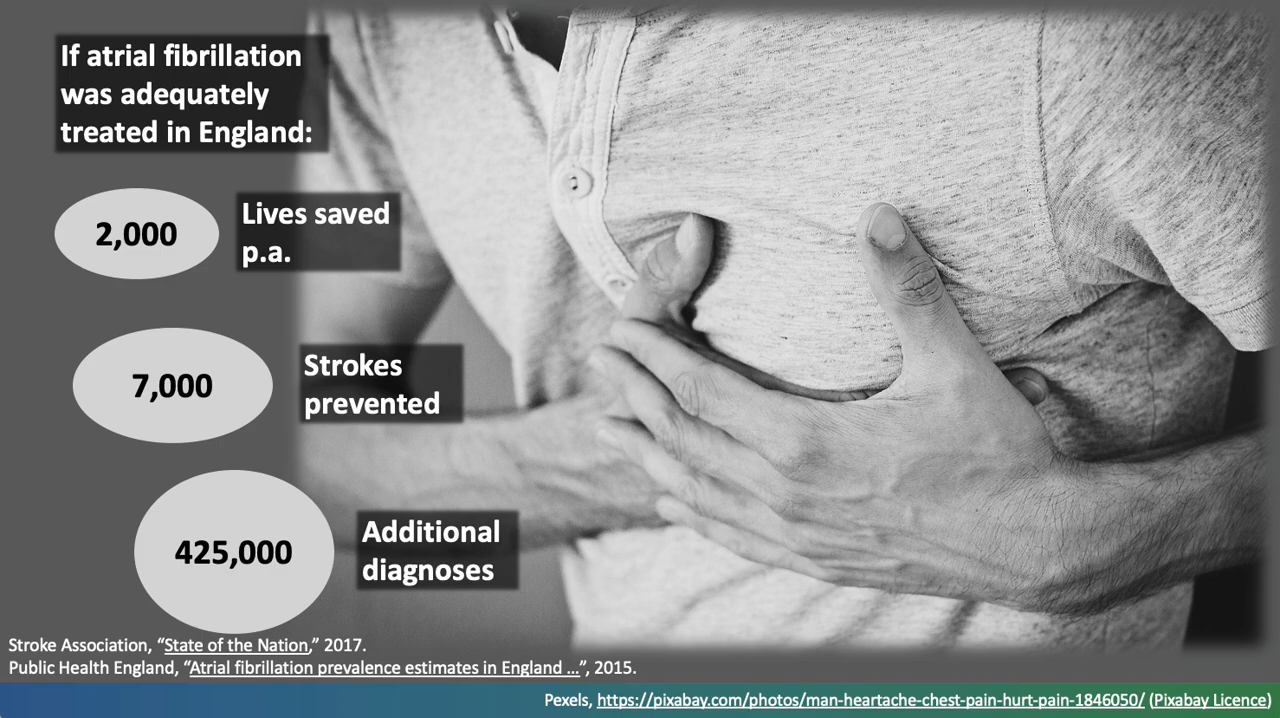 If atrial fibrillation
was adequately
treated in England:
2,000
Lives saved
p.a.
7,000
Strokes
prevented
425,000
Additional
diagnoses
Stroke Association, “State of the Nation,” 2017.
Public Health England, “Atrial fibrillation prevalence estimates in England ...”, 2015.
Pexels, https://pixabay.com/photos/man-heartache-chest-pain-hurt-pain-1846050/ (Pixabay Licence)